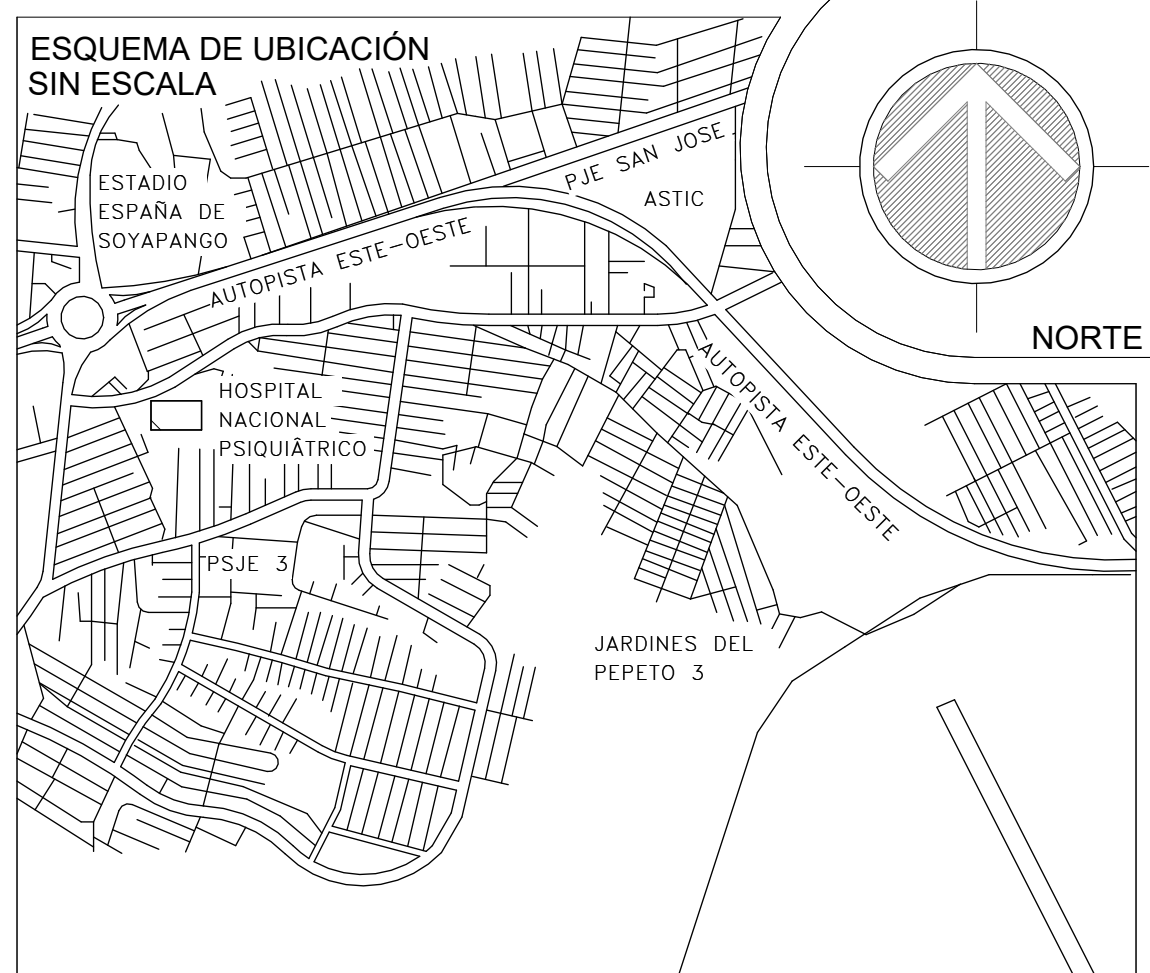 ESQUEMA DE UBICACIÓN
SIN ESCALA
PJE SAN JOSE
ESTADIO
ESPAÑA DE
SOYAPANGO
ASTIC
AUTOPISTA ESTE-OESTE
NORTE
HOSPITAL
NACIONAL
PSIQUIÂTRICO
AUTOPISTA ESTE-OESTE
PSJE 3
JARDINES DEL
PEPETO 3